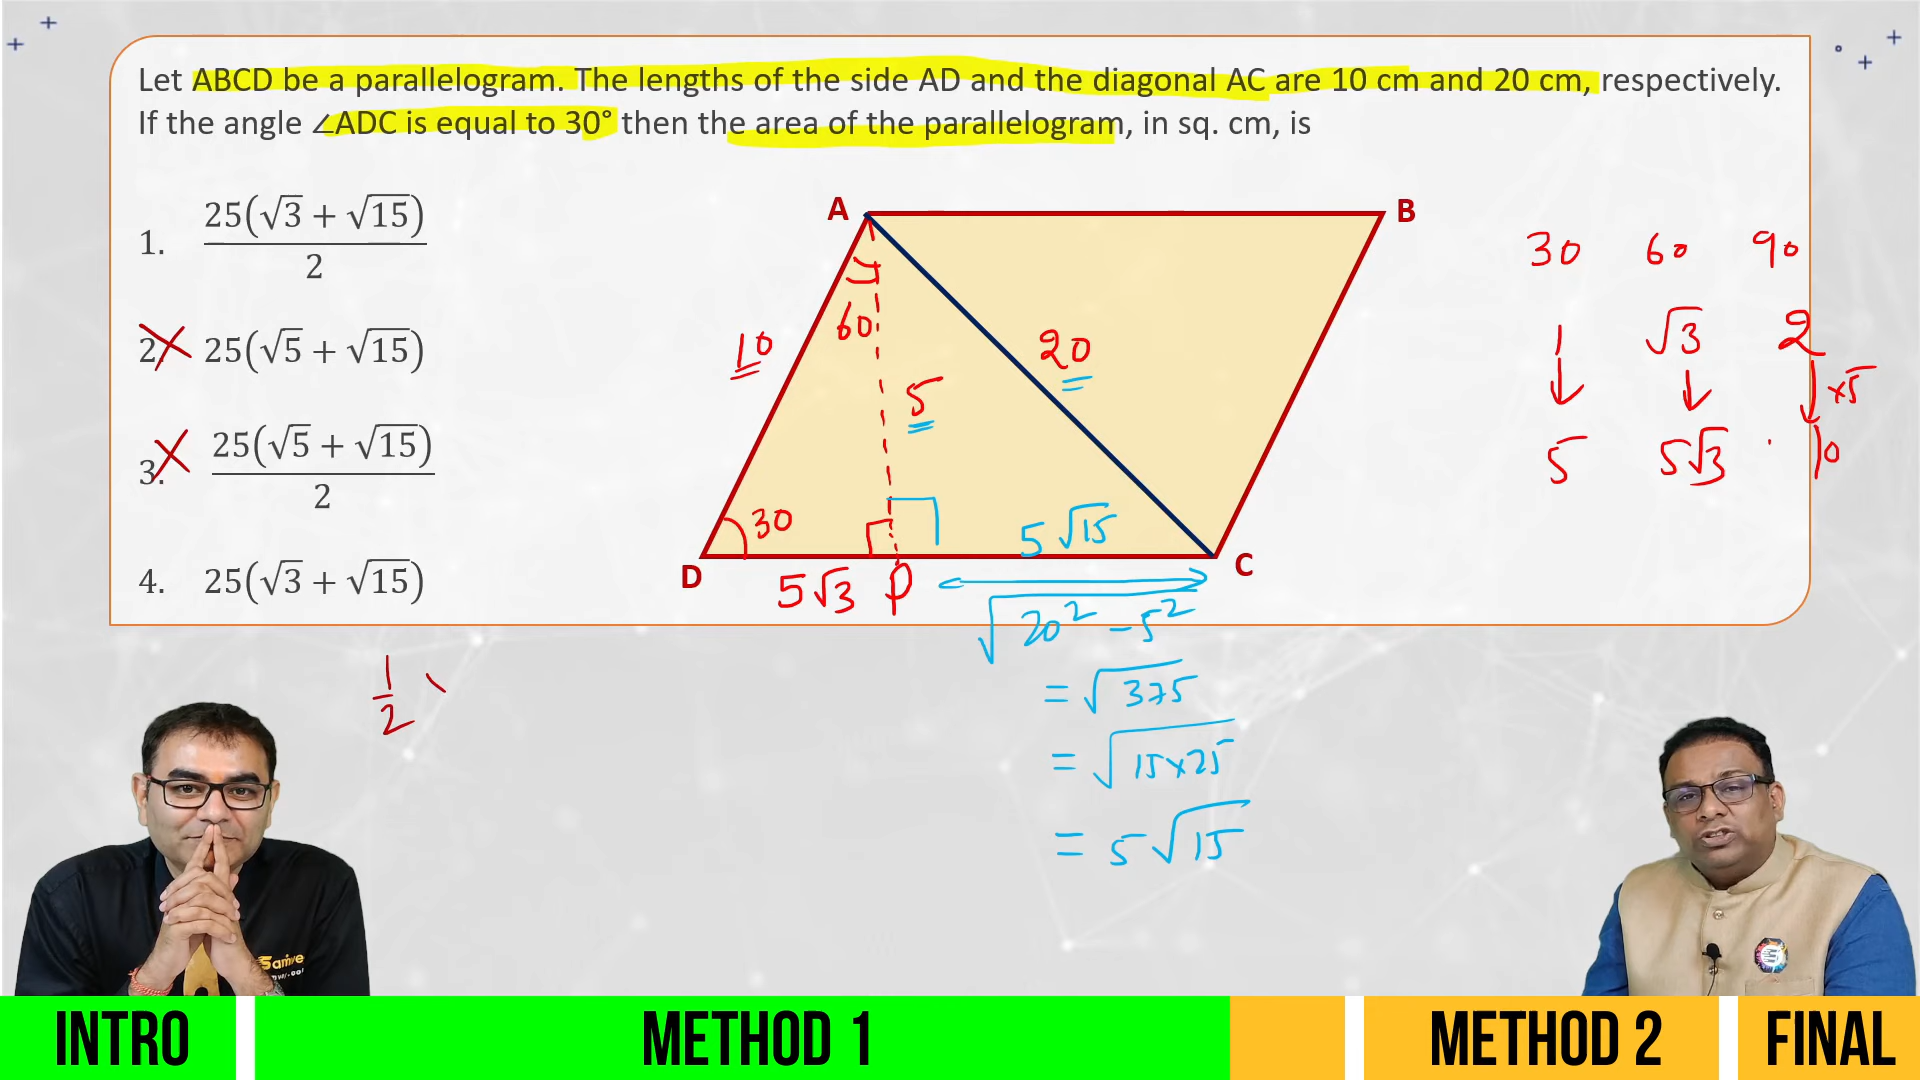 Let ABCD be a parallelogram. The lengths of the side AD and the diagonal AC are 10 cm and 20 cm, respectively.
If the angle ∠ADC is equal to 30° then the area of the parallelogram, in sq. cm, is
1. 25(√3 + √15)/2
2. 25(√5 + √15)
3. 25(√5 + √15)/2
4. 25(√3 + √15)
A
B
10
60
20
5
30
5√15
D
5√3
P
C
30 60 90
1 √3 2
×5
5 5√3 10
√20² - 5²
= √375
= √15×25
= 5√15
1/2
INTRO
METHOD 1
METHOD 2
FINAL